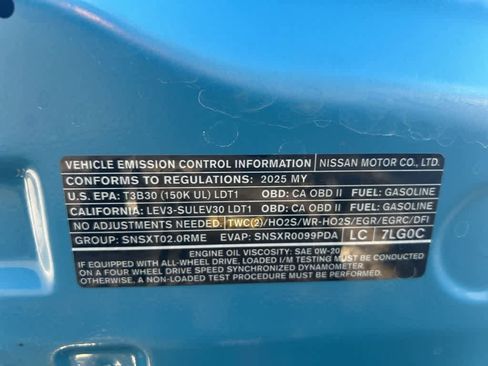 VEHICLE EMISSION CONTROL INFORMATION NISSAN MOTOR CO., LTD.
CONFORMS TO REGULATIONS: 2025 MY
U.S. EPA: T3B30 (150K UL) LDT1 OBD: CA OBD II FUEL: GASOLINE
CALIFORNIA: LEV3-SULEV30 LDT1 OBD: CA OBD II FUEL: GASOLINE
NO ADJUSTMENTS NEEDED. TWC(2)/HO2S/WR-HO2S/EGR/EGRC/DFI
GROUP: SNSXT02.0RME EVAP: SNSXR0099PDA LC 7LG0C
ENGINE OIL VISCOSITY: SAE 0W-20
IF EQUIPPED WITH ALL-WHEEL DRIVE, LOADED I/M TESTING MUST BE CONDUCTED
ON A FOUR WHEEL DRIVE SPEED SYNCHRONIZED DYNAMOMETER.
OTHERWISE, A NON-LOADED TEST PROCEDURE MUST BE PERFORMED.